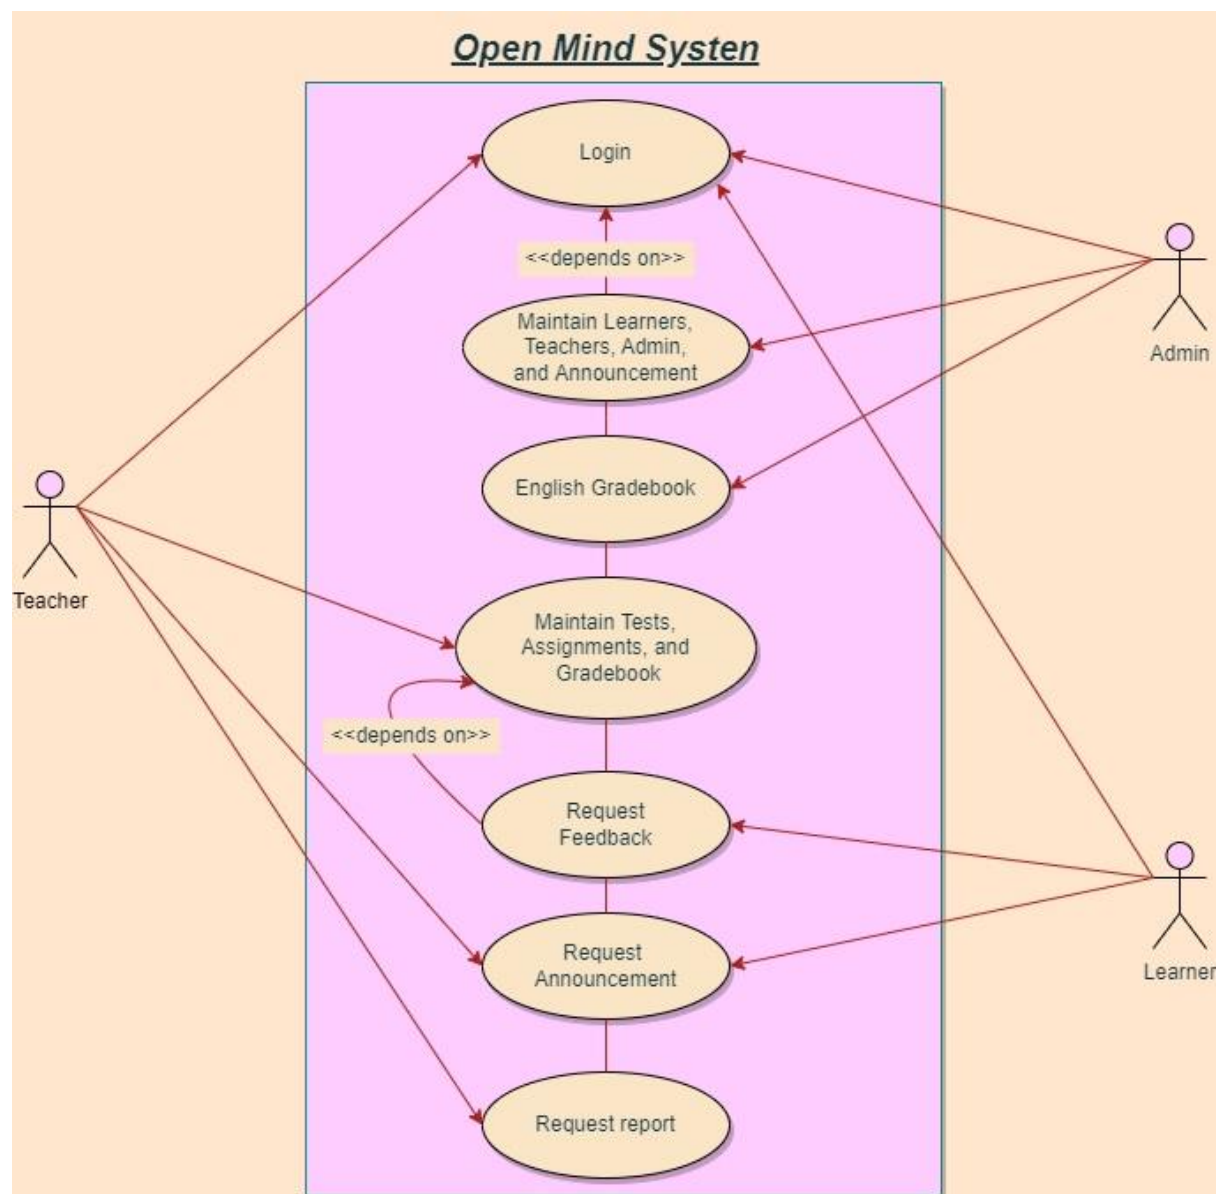 Open Mind Systen
Login
<<depends on>>
Maintain Learners,
Teachers, Admin,
and Announcement
Admin
English Gradebook
Teacher
Maintain Tests,
Assignments, and
Gradebook
<<depends on>>
Request
Feedback
Request
Announcement
Learner
Request report